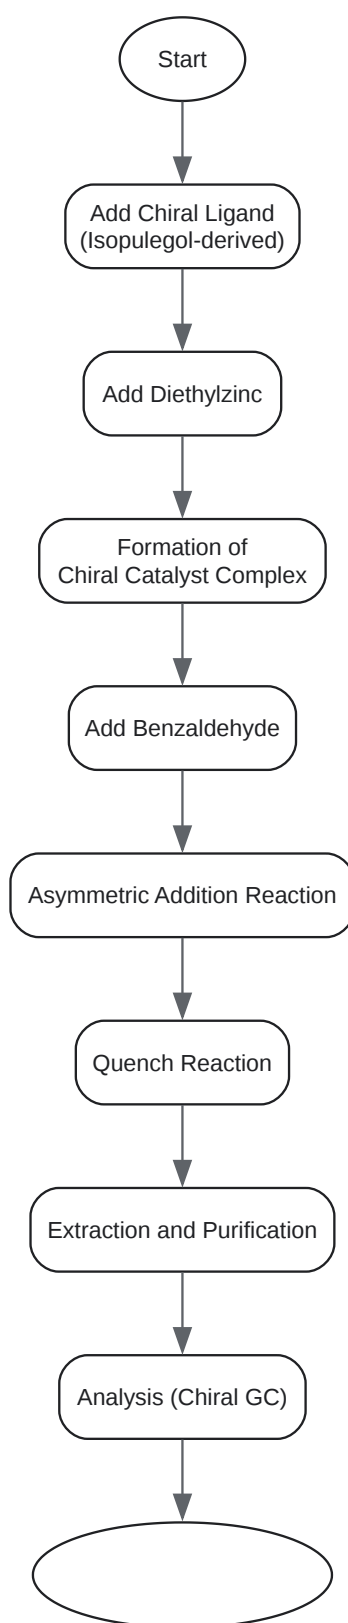 Start
Add Chiral Ligand
(Isopulegol-derived)
Add Diethylzinc
Formation of
Chiral Catalyst Complex
Add Benzaldehyde
Asymmetric Addition Reaction
Quench Reaction
Extraction and Purification
Analysis (Chiral GC)